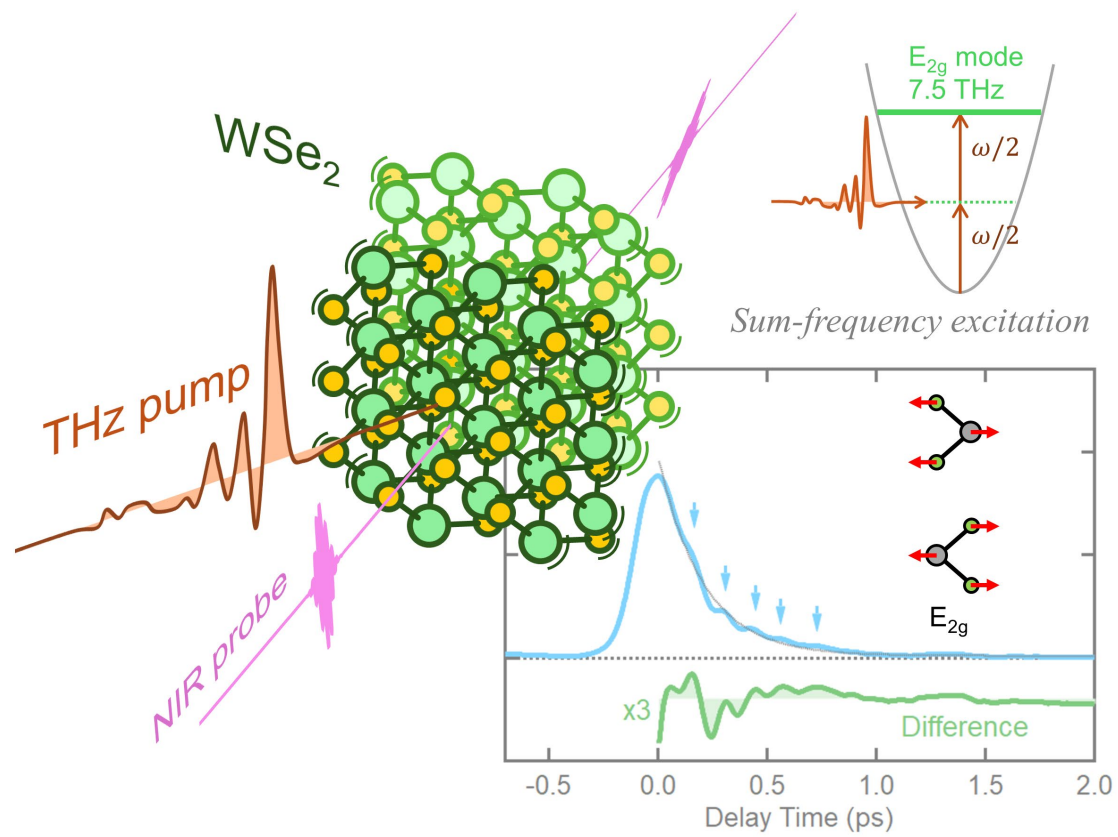 WSe₂
THz pump
NIR probe
E₂g mode
7.5 THz
ω/2
ω/2
Sum-frequency excitation
E₂g
x3
Difference
-0.5
0.0
0.5
1.0
1.5
2.0
Delay Time (ps)